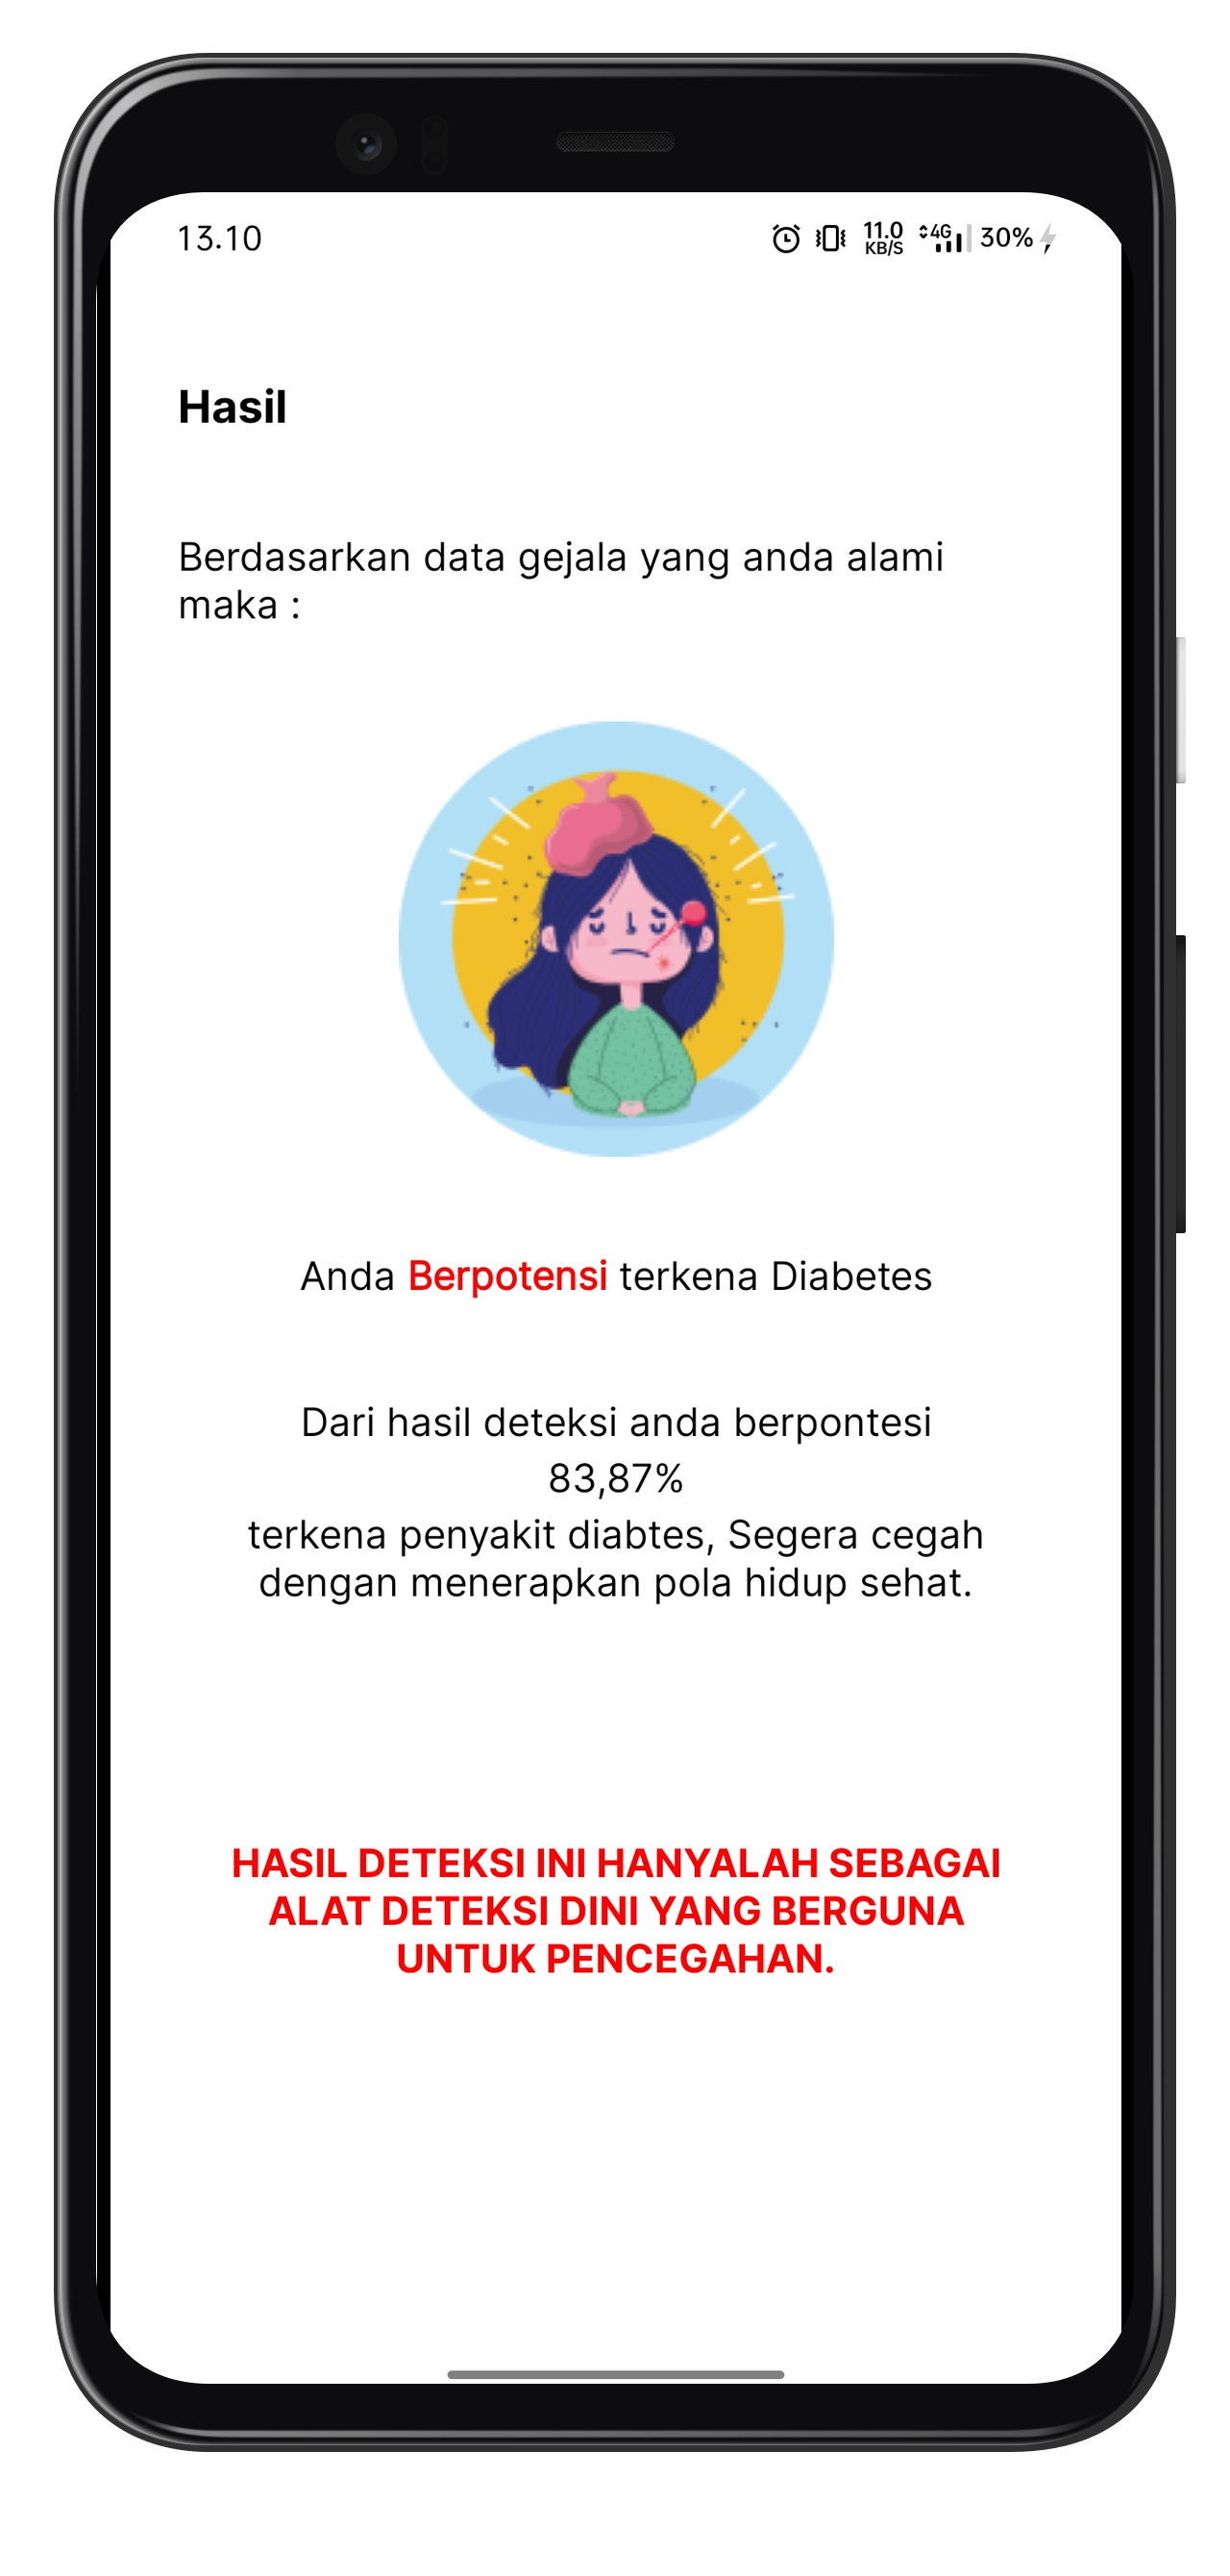 13.10
11.0
KB/S
4G
30%
Hasil
Berdasarkan data gejala yang anda alami
maka :
Anda Berpotensi terkena Diabetes
Dari hasil deteksi anda berpontesi
83,87%
terkena penyakit diabtes, Segera cegah
dengan menerapkan pola hidup sehat.
HASIL DETEKSI INI HANYALAH SEBAGAI
ALAT DETEKSI DINI YANG BERGUNA
UNTUK PENCEGAHAN.